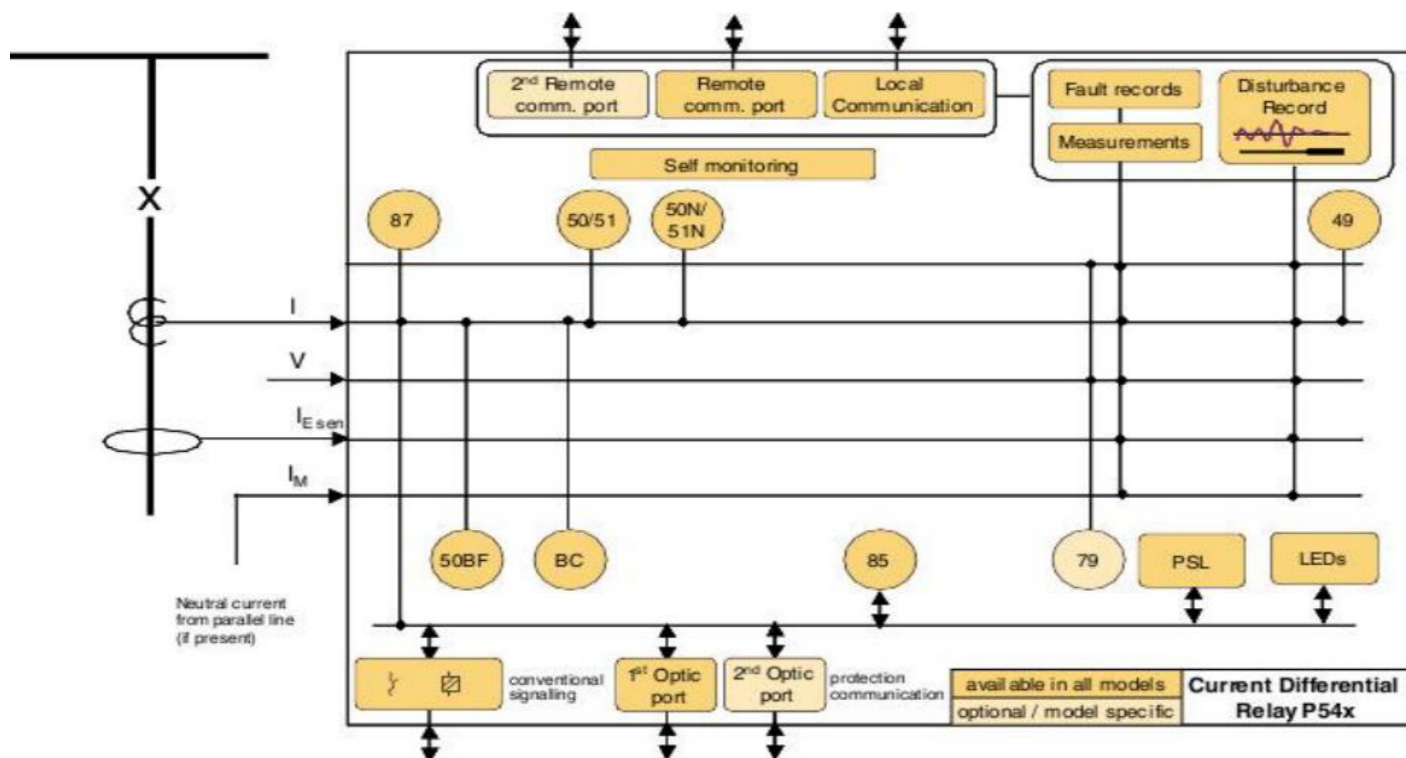 2nd Remote
comm. port
Remote
comm. port
Local
Communication
Fault records
Measurements
Disturbance
Record
Self monitoring
X
87
50/51
50N/
51N
49
I
V
IE sen
IM
50BF
BC
85
79
PSL
LEDs
Neutral current
from parallel line
(if present)
conventional
signalling
1st Optic
port
2nd Optic
port
protection
communication
available in all models
optional / model specific
Current Differential
Relay P54x